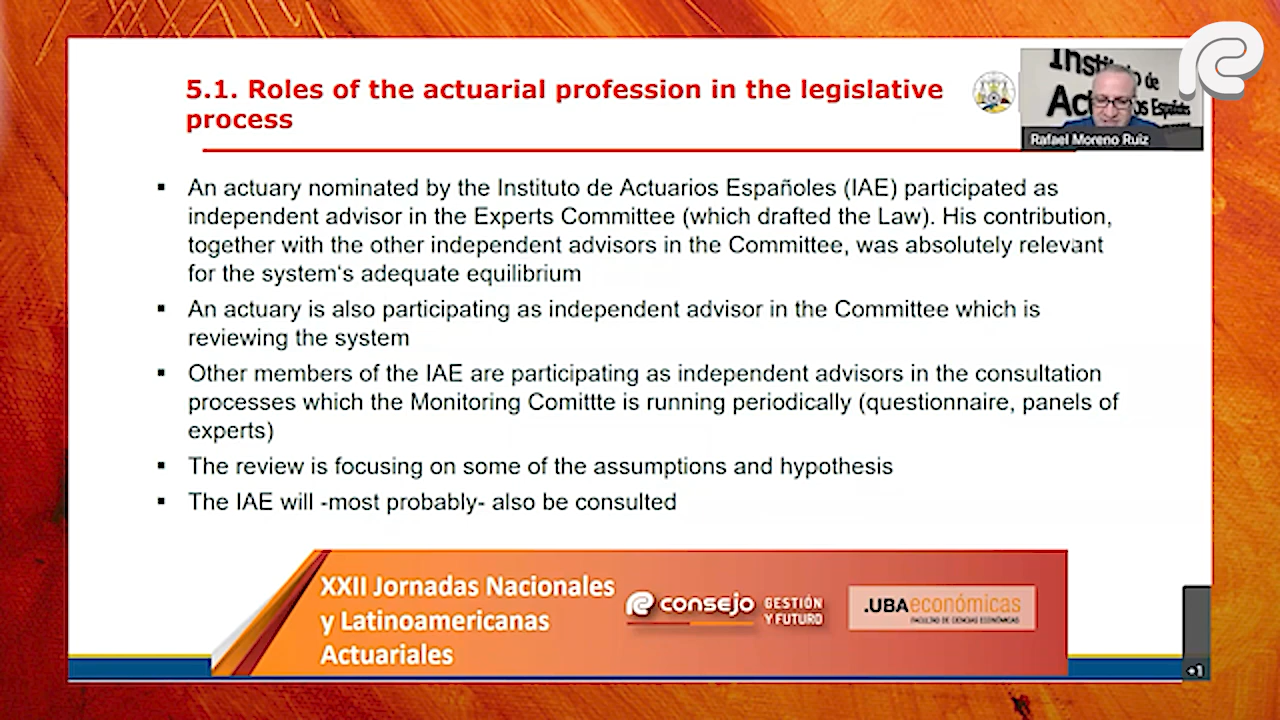 5.1. Roles of the actuarial profession in the legislative
process
Instituto de
Actuarios Españoles
Rafael Moreno Ruiz
▪ An actuary nominated by the Instituto de Actuarios Españoles (IAE) participated as
independent advisor in the Experts Committee (which drafted the Law). His contribution,
together with the other independent advisors in the Committee, was absolutely relevant
for the system‘s adequate equilibrium
▪ An actuary is also participating as independent advisor in the Committee which is
reviewing the system
▪ Other members of the IAE are participating as independent advisors in the consultation
processes which the Monitoring Comittte is running periodically (questionnaire, panels of
experts)
▪ The review is focusing on some of the assumptions and hypothesis
▪ The IAE will -most probably- also be consulted
XXII Jornadas Nacionales
y Latinoamericanas
Actuariales
consejo
GESTIÓN
Y FUTURO
.UBAeconómicas
FACULTAD DE CIENCIAS ECONÓMICAS
+1